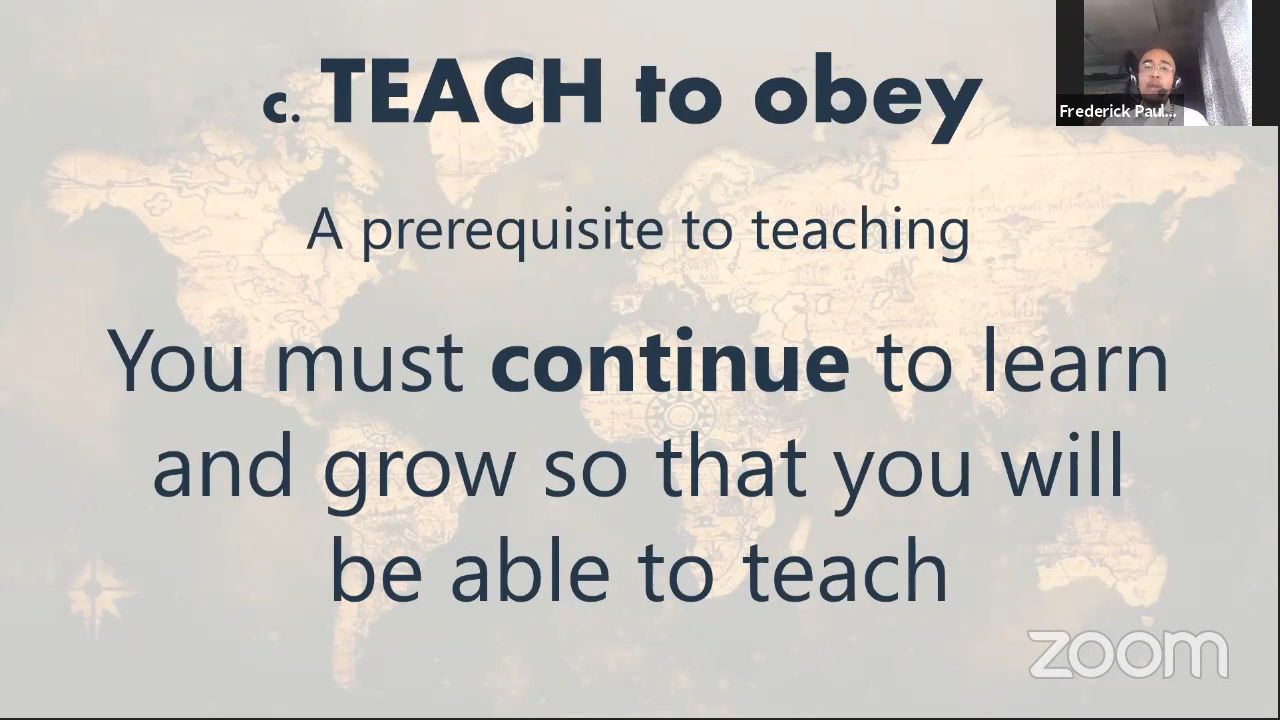 c. TEACH to obey
Frederick Paul...
A prerequisite to teaching
You must continue to learn
and grow so that you will
be able to teach
zoom